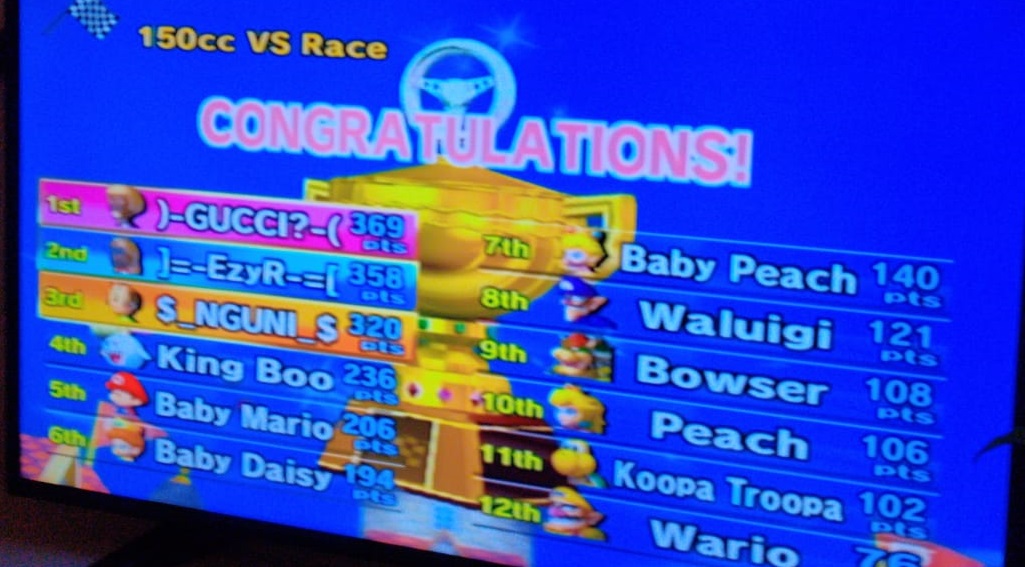 150cc VS Race
CONGRATULATIONS!
1st )-GUCCI?-( 369 pts
2nd ]=-EzyR-=[ 358 pts
3rd $_NGUNI_$ 320 pts
4th King Boo 236 pts
5th Baby Mario 206 pts
6th Baby Daisy 194 pts
7th Baby Peach 140 pts
8th Waluigi 121 pts
9th Bowser 108 pts
10th Peach 106 pts
11th Koopa Troopa 102 pts
12th Wario 76